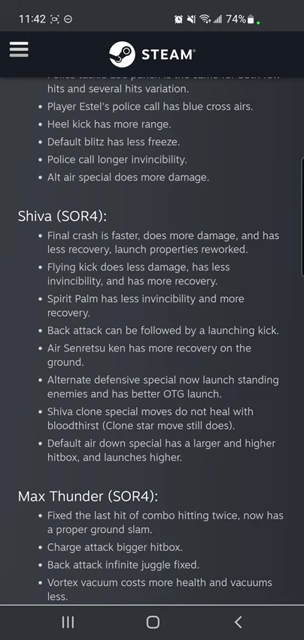 11:42
74%
STEAM®
hits and several hits variation.
• Player Estel's police call has blue cross airs.
• Heel kick has more range.
• Default blitz has less freeze.
• Police call longer invincibility.
• Alt air special does more damage.
Shiva (SOR4):
• Final crash is faster, does more damage, and has
less recovery, launch properties reworked.
• Flying kick does less damage, has less
invincibility, and has more recovery.
• Spirit Palm has less invincibility and more
recovery.
• Back attack can be followed by a launching kick.
• Air Senretsu ken has more recovery on the
ground.
• Alternate defensive special now launch standing
enemies and has better OTG launch.
• Shiva clone special moves do not heal with
bloodthirst (Clone star move still does).
• Default air down special has a larger and higher
hitbox, and launches higher.
Max Thunder (SOR4):
• Fixed the last hit of combo hitting twice, now has
a proper ground slam.
• Charge attack bigger hitbox.
• Back attack infinite juggle fixed.
• Vortex vacuum costs more health and vacuums
less.